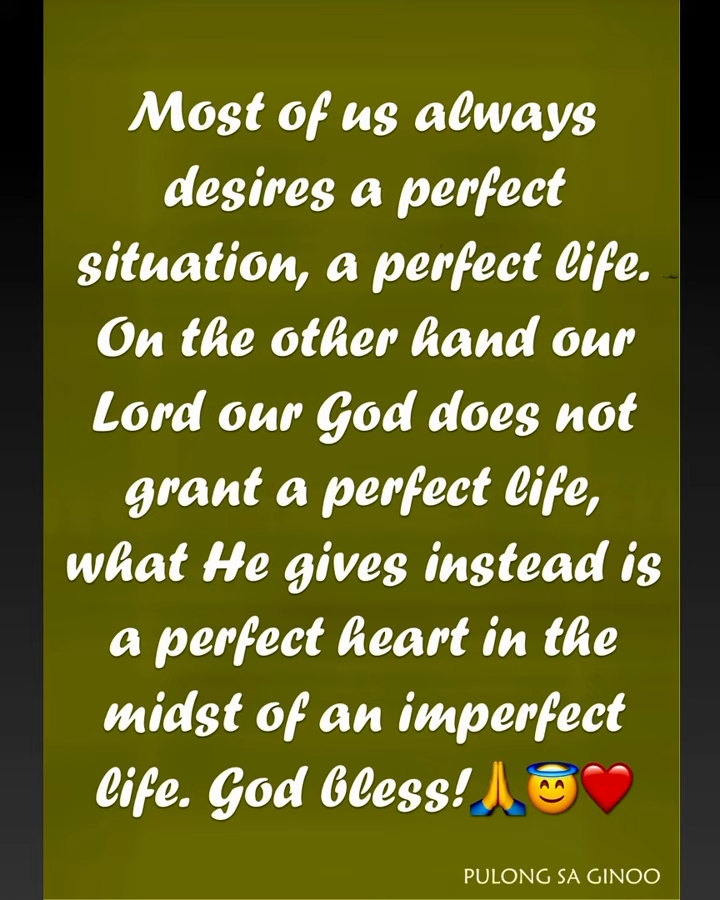 Most of us always
desires a perfect
situation, a perfect life.
On the other hand our
Lord our God does not
grant a perfect life,
what He gives instead is
a perfect heart in the
midst of an imperfect
life. God bless!🙏😇❤️
PULONG SA GINOO